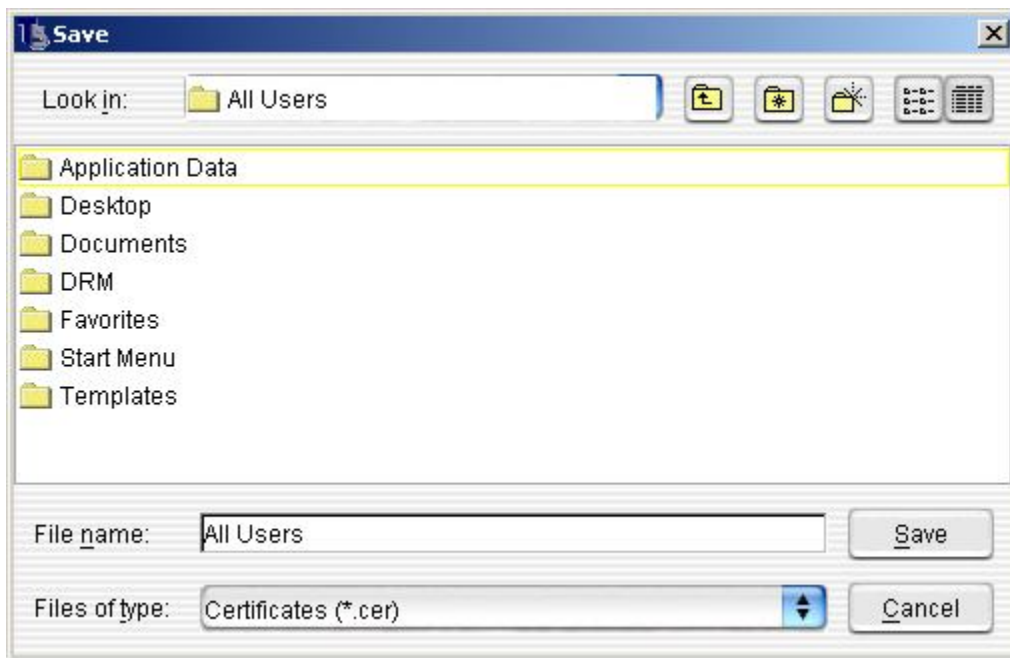 Save
Look in: All Users
Application Data
Desktop
Documents
DRM
Favorites
Start Menu
Templates
File name: All Users Save
Files of type: Certificates (*.cer) Cancel